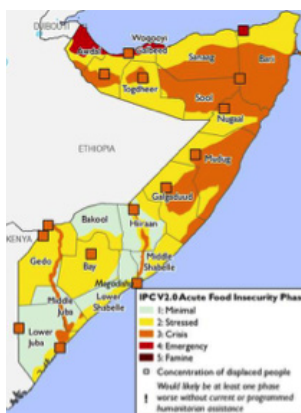 DJIBOUTI
Woqooyi
Awdal
Galbeed
Sanaag
Bari
Togdheer
Sool
Nugaal
ETHIOPIA
Mudug
Galgaduud
Bakool
Hiiraan
KENYA
Gedo
Bay
Middle
Shabelle
Magadishu
Lower
Shabelle
Middle
Juba
Lower
Juba
IPC V2.0 Acute Food Insecurity Phase
1: Minimal
2: Stressed
3: Crisis
4: Emergency
5: Famine
Concentration of displaced people
Would likely be at least one phase
! worse without current or programmed
humanitarian assistance